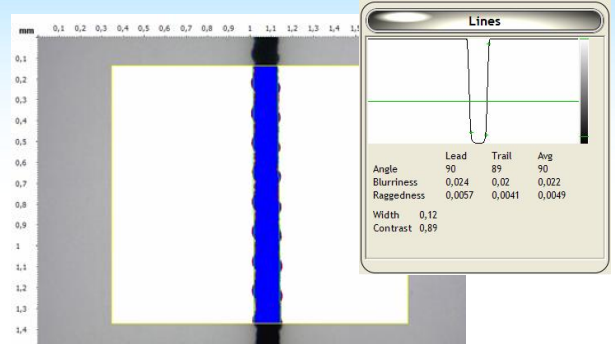 mm 0,1 0,2 0,3 0,4 0,5 0,6 0,7 0,8 0,9 1 1,1 1,2 1,3 1,4
0,1
0,2
0,3
0,4
0,5
0,6
0,7
0,8
0,9
1
1,1
1,2
1,3
1,4
Lines
Lead Trail Avg
Angle 90 89 90
Blurriness 0,024 0,02 0,022
Raggedness 0,0057 0,0041 0,0049
Width 0,12
Contrast 0,89